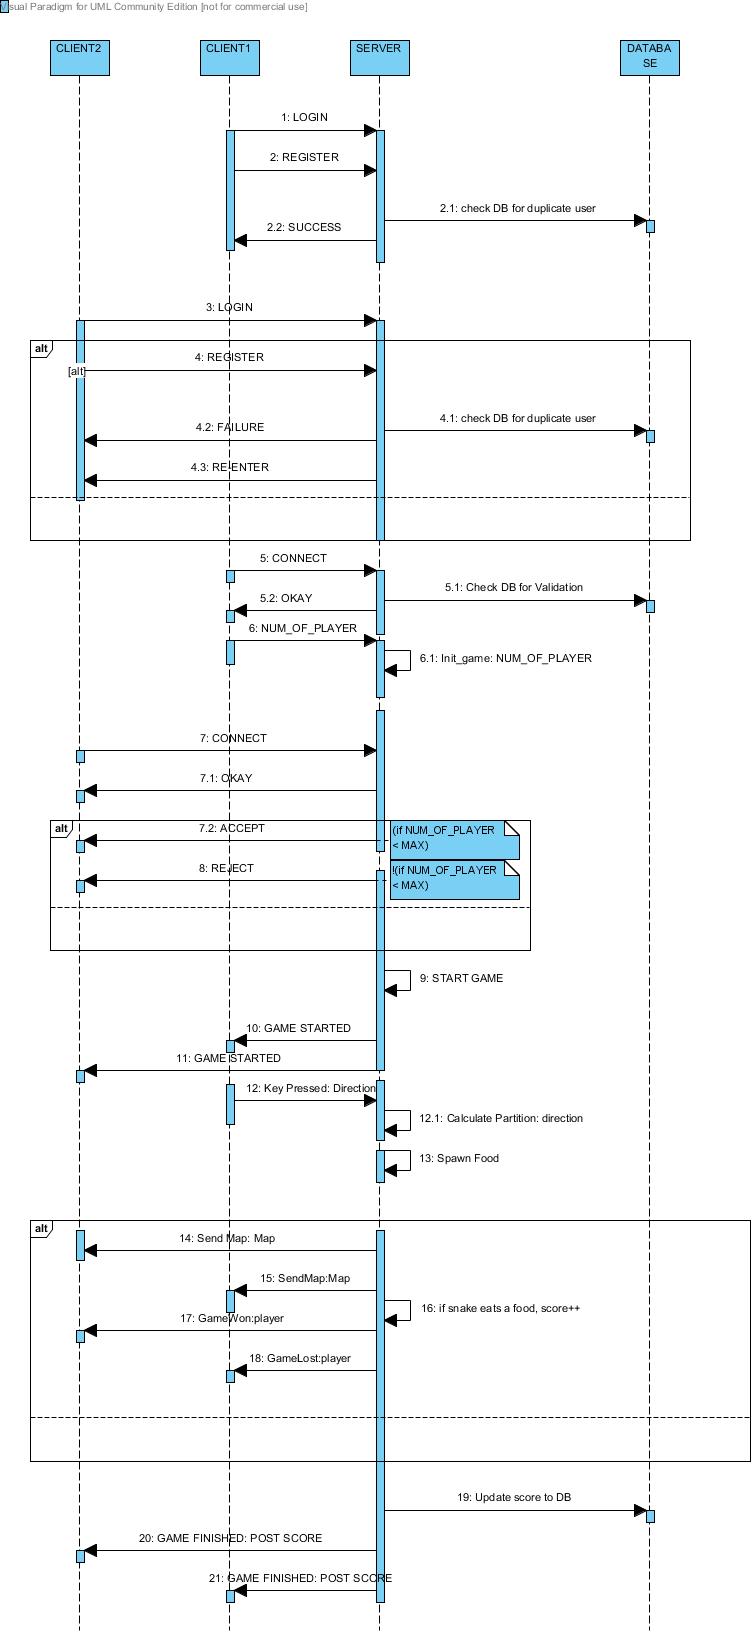 Visual Paradigm for UML Community Edition [not for commercial use]
CLIENT2
CLIENT1
SERVER
DATABA
SE
1: LOGIN
2: REGISTER
2.1: check DB for duplicate user
2.2: SUCCESS
3: LOGIN
alt
4: REGISTER
[alt]
4.1: check DB for duplicate user
4.2: FAILURE
4.3: RE-ENTER
5: CONNECT
5.1: Check DB for Validation
5.2: OKAY
6: NUM_OF_PLAYER
6.1: Init_game: NUM_OF_PLAYER
7: CONNECT
7.1: OKAY
alt
7.2: ACCEPT
(if NUM_OF_PLAYER
< MAX)
8: REJECT
!(if NUM_OF_PLAYER
< MAX)
9: START GAME
10: GAME STARTED
11: GAME STARTED
12: Key Pressed: Direction
12.1: Calculate Partition: direction
13: Spawn Food
alt
14: Send Map: Map
15: SendMap:Map
16: if snake eats a food, score++
17: GameWon:player
18: GameLost:player
19: Update score to DB
20: GAME FINISHED: POST SCORE
21: GAME FINISHED: POST SCORE